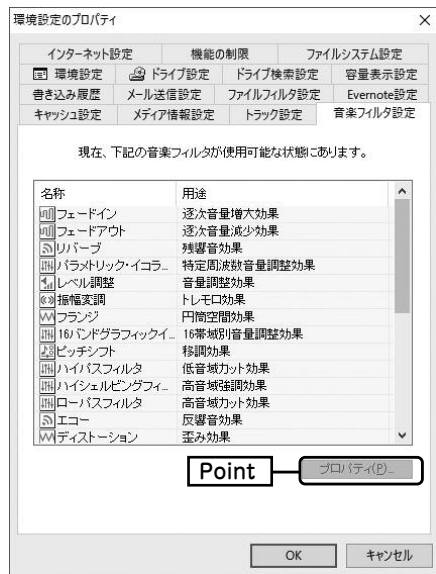 環境設定のプロパティ
インターネット設定 機能の制限 ファイルシステム設定
環境設定 ドライブ設定 ドライブ検索設定 容量表示設定
書き込み履歴 メール送信設定 ファイルフィルタ設定 Evernote設定
キャッシュ設定 メディア情報設定 トラック設定 音楽フィルタ設定
現在、下記の音楽フィルタが使用可能な状態にあります。
名称 用途
フェードイン 逐次音量増大効果
フェードアウト 逐次音量減少効果
リバーブ 残響音効果
パラメトリック・イコラ... 特定周波数音量調整効果
レベル調整 音量調整効果
振幅変調 トレモロ効果
フランジ 円筒空間効果
16バンドグラフィックイ... 16帯域別音量調整効果
ピッチシフト 移調効果
ハイパスフィルタ 低音域カット効果
ハイシェルビングフィ... 高音域強調効果
ローパスフィルタ 高音域カット効果
エコー 反響音効果
ディストーション 歪み効果
Point プロパティ(P)...
OK キャンセル